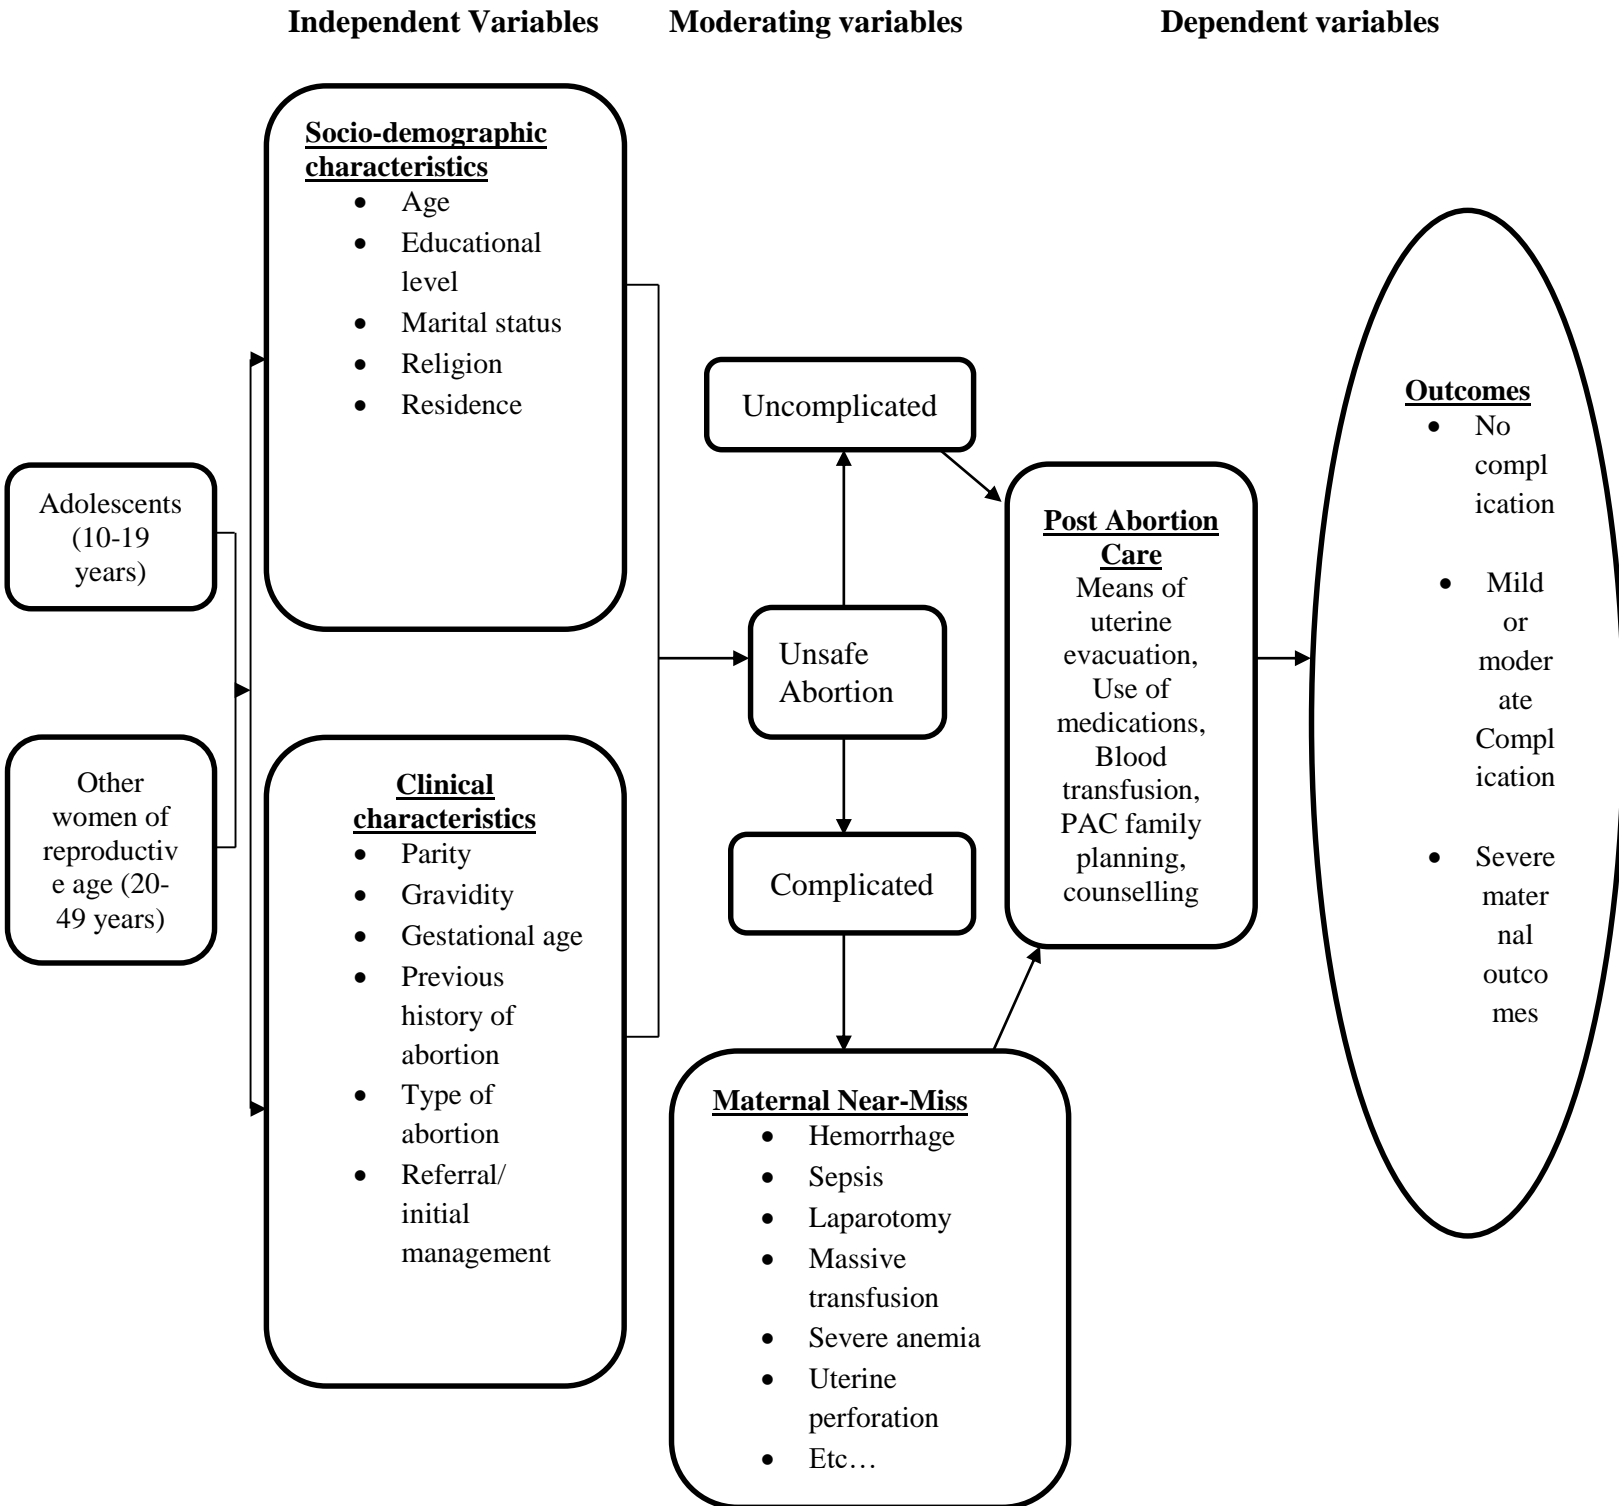 Independent Variables
Moderating variables
Dependent variables
Socio-demographic
characteristics
• Age
• Educational
level
• Marital status
• Religion
• Residence
Adolescents
(10-19
years)
Other
women of
reproductiv
e age (20-
49 years)
Clinical
characteristics
• Parity
• Gravidity
• Gestational age
• Previous
history of
abortion
• Type of
abortion
• Referral/
initial
management
Uncomplicated
Unsafe
Abortion
Complicated
Maternal Near-Miss
• Hemorrhage
• Sepsis
• Laparotomy
• Massive
transfusion
• Severe anemia
• Uterine
perforation
• Etc…
Post Abortion
Care
Means of
uterine
evacuation,
Use of
medications,
Blood
transfusion,
PAC family
planning,
counselling
Outcomes
• No
compl
ication
• Mild
or
moder
ate
Compl
ication
• Severe
mater
nal
outco
mes